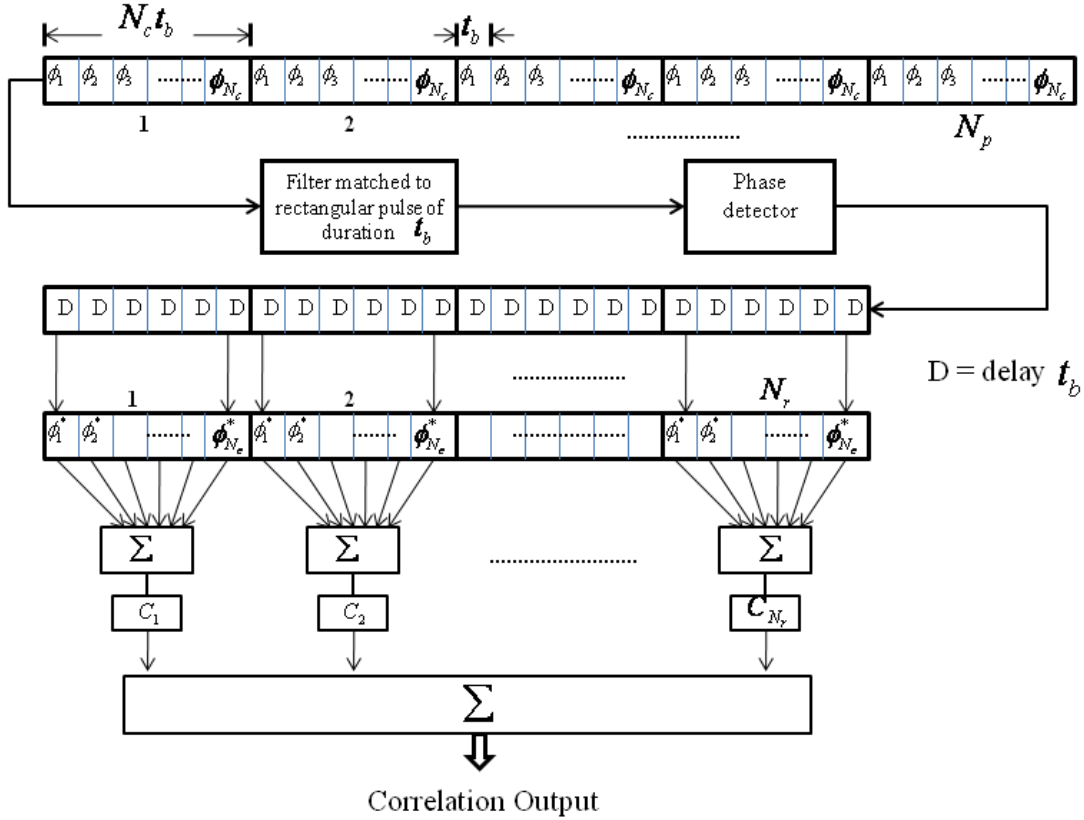 N_c t_b t_b
ϕ_1 ϕ_2 ϕ_3 ........ ϕ_{N_c} ϕ_1 ϕ_2 ϕ_3 ........ ϕ_{N_c} ϕ_1 ϕ_2 ϕ_3 ........ ϕ_{N_c} ϕ_1 ϕ_2 ϕ_3 ........ ϕ_{N_c} ϕ_1 ϕ_2 ϕ_3 ........ ϕ_{N_c}
1 2 .................. N_p
Filter matched to
rectangular pulse of
duration t_b
Phase
detector
D D D D D D D D D D D D D D D D D D D D D D D D
D = delay t_b
1 2 .................. N_r
ϕ_1^* ϕ_2^* ........ ϕ_{N_e}^* ϕ_1^* ϕ_2^* ........ ϕ_{N_e}^* .................. ϕ_1^* ϕ_2^* ........ ϕ_{N_e}^*
Σ Σ ....................... Σ
C_1 C_2 C_{N_r}
Σ
Correlation Output